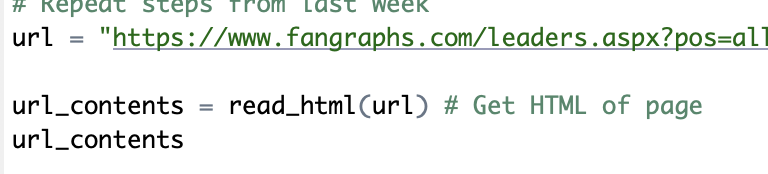 # Repeat steps from last week
url = "https://www.fangraphs.com/leaders.aspx?pos=all
url_contents = read_html(url) # Get HTML of page
url_contents